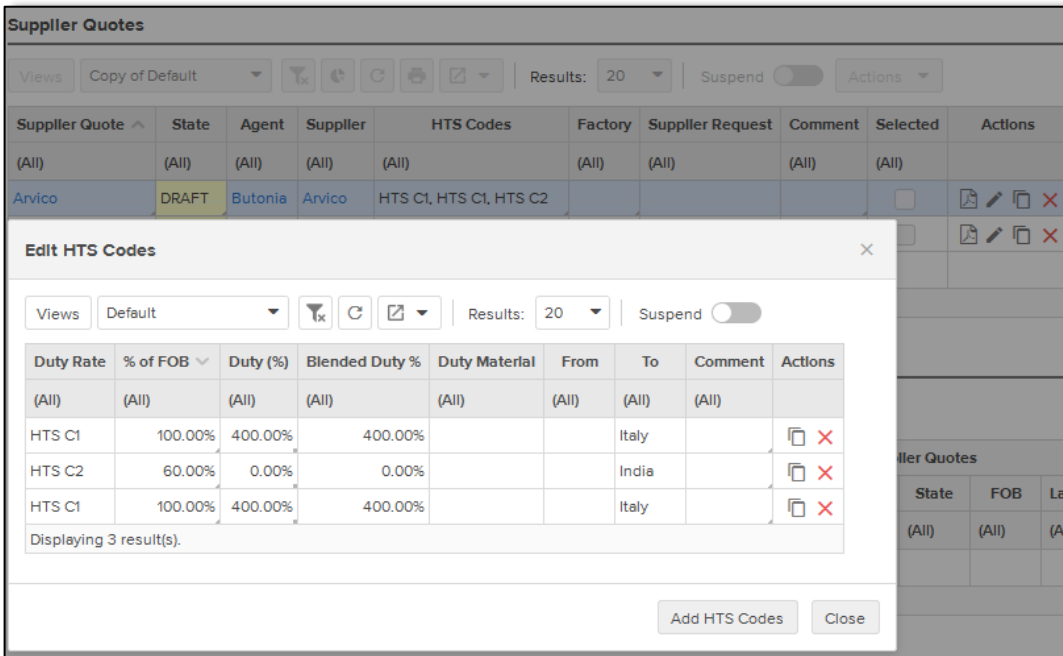 Supplier Quotes
Views Copy of Default Results: 20 Suspend Actions
Supplier Quote State Agent Supplier HTS Codes Factory Supplier Request Comment Selected Actions
(All) (All) (All) (All) (All) (All) (All) (All) (All)
Arvico DRAFT Butonia Arvico HTS C1, HTS C1, HTS C2
Edit HTS Codes
Views Default Results: 20 Suspend
Duty Rate % of FOB Duty (%) Blended Duty % Duty Material From To Comment Actions
(All) (All) (All) (All) (All) (All) (All) (All)
HTS C1 100.00% 400.00% 400.00% Italy
HTS C2 60.00% 0.00% 0.00% India
HTS C1 100.00% 400.00% 400.00% Italy
Displaying 3 result(s).
Add HTS Codes Close
Quotes
State FOB
(All) (All)